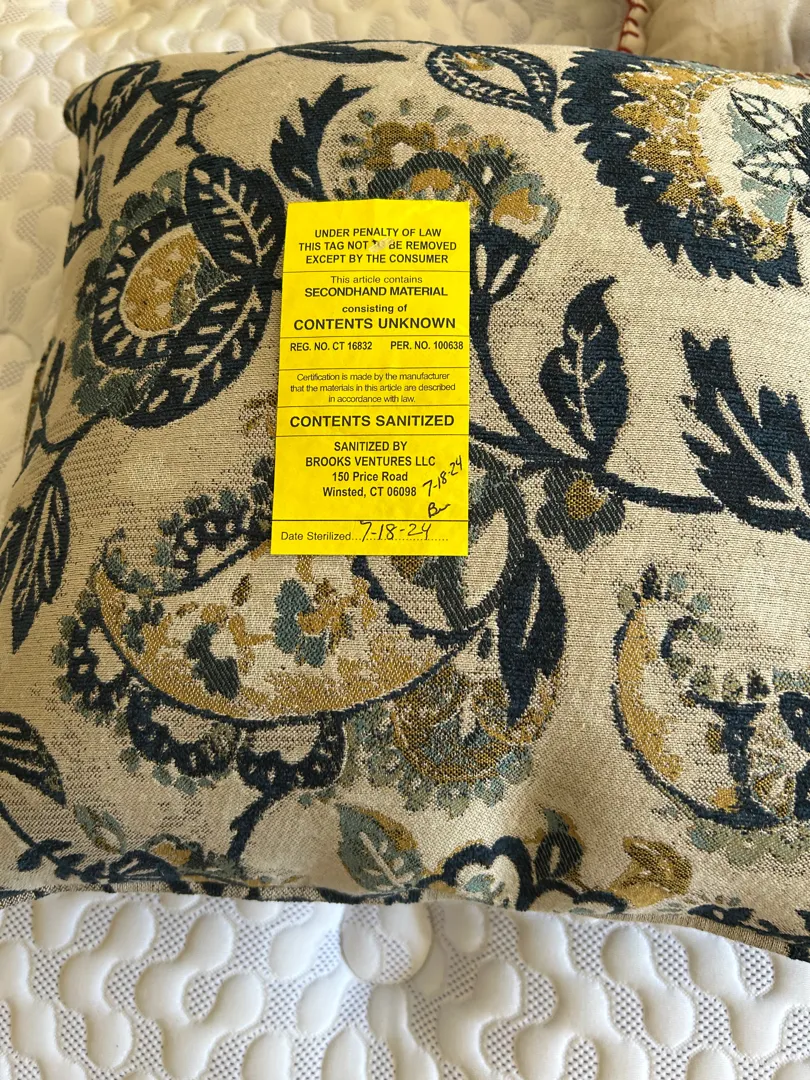 UNDER PENALTY OF LAW
THIS TAG NOT BE REMOVED
EXCEPT BY THE CONSUMER
This article contains
SECONDHAND MATERIAL
consisting of
CONTENTS UNKNOWN
REG. NO. CT 16832 PER. NO. 100638
Certification is made by the manufacturer
that the materials in this article are described
in accordance with law.
CONTENTS SANITIZED
SANITIZED BY
BROOKS VENTURES LLC
150 Price Road
Winsted, CT 06098
7-18-24
Date Sterilized...7-18-24